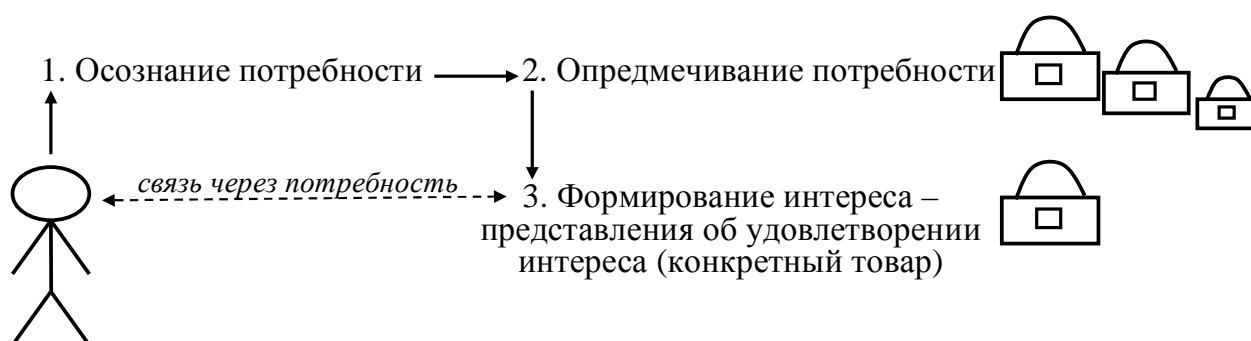 1. Осознание потребности
2. Опредмечивание потребности
связь через потребность
3. Формирование интереса –
представления об удовлетворении
интереса (конкретный товар)